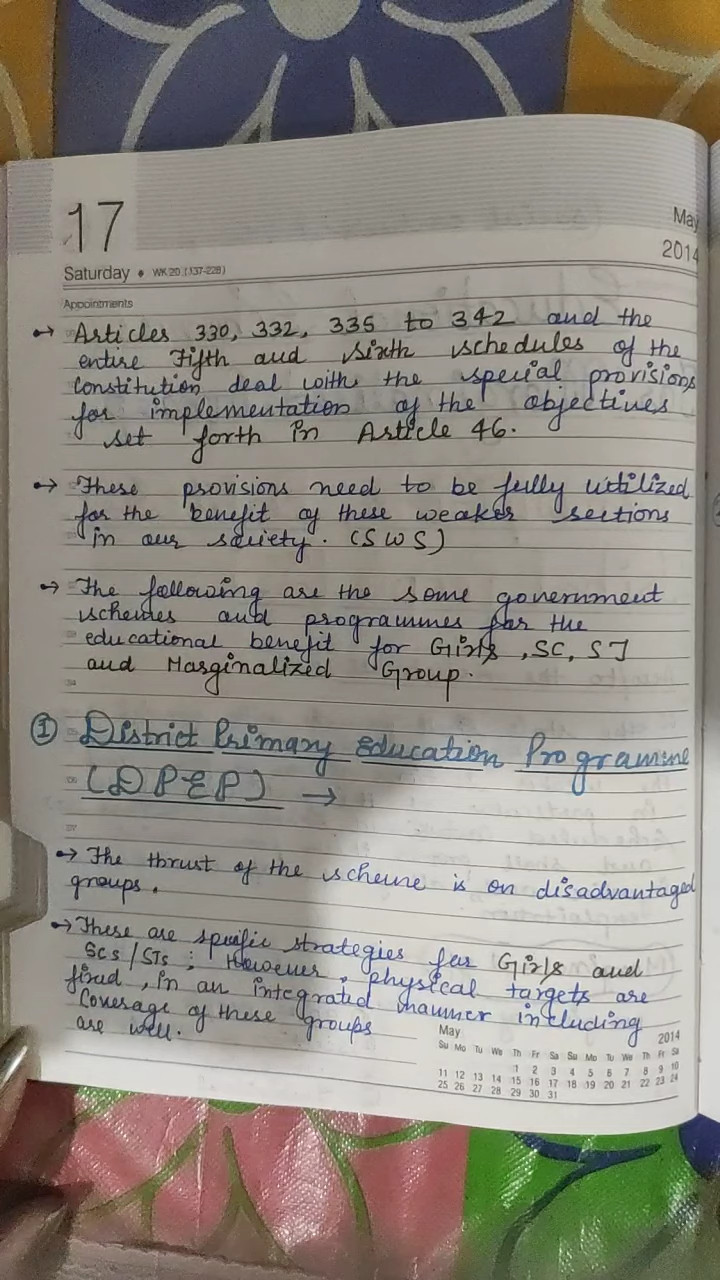 17
May
2014
Saturday ♦ WK 20 (137-228)
Appointments
→ Articles 330, 332, 335 to 342 and the
entire Fifth and sixth schedules of the
Constitution deal with the special provisions
for implementation of the objectives
set forth in Article 46.
→ These provisions need to be fully utilized
for the benefit of these weaker sections
in our society. (SWS)
→ The following are the some government
schemes and programmes for the
educational benefit for Girls, SC, ST
and Marginalized Group.
① District Primary Education Programme
(DPEP) →
→ The thrust of the scheme is on disadvantaged
groups.
→ These are specific strategies for Girls and
SCs/STs ; However, physical targets are
fixed, in an integrated manner including
Coverage of these groups
are well.
May 2014
Su Mo Tu We Th Fr Sa Su Mo Tu We Th Fr Sa
1 2 3 4 5 6 7 8 9 10
11 12 13 14 15 16 17 18 19 20 21 22 23 24
25 26 27 28 29 30 31